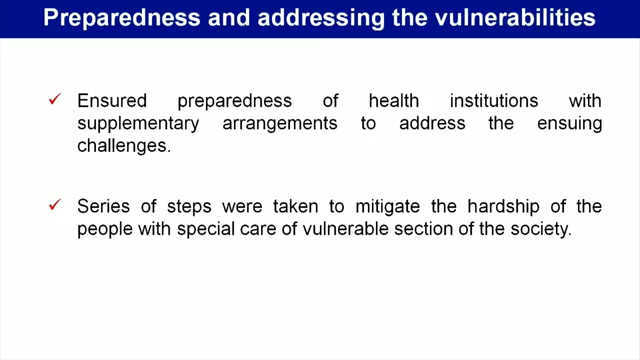 Preparedness and addressing the vulnerabilities
Ensured preparedness of health institutions with
supplementary arrangements to address the ensuing
challenges.
Series of steps were taken to mitigate the hardship of the
people with special care of vulnerable section of the society.